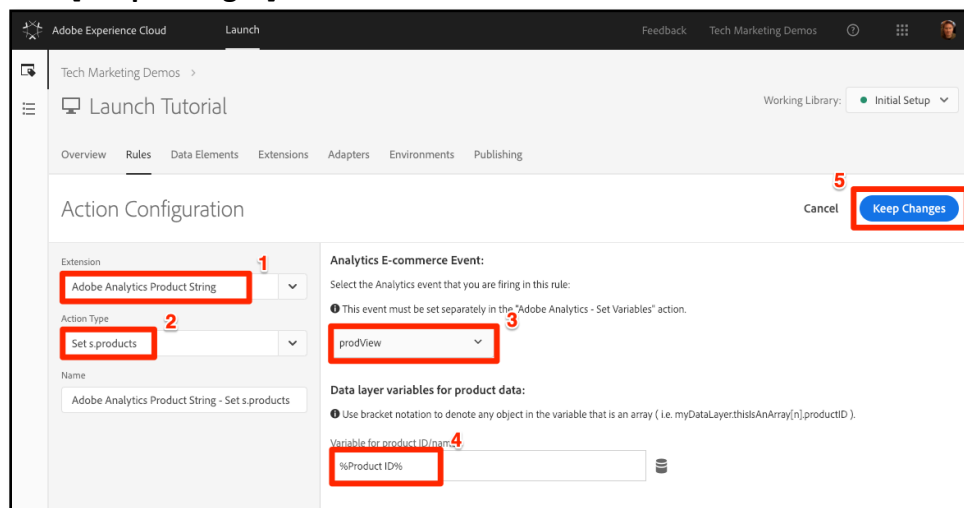 Adobe Experience Cloud Launch Feedback Tech Marketing Demos
Tech Marketing Demos >
Launch Tutorial
Working Library: Initial Setup
Overview Rules Data Elements Extensions Adapters Environments Publishing
5
Action Configuration
Cancel Keep Changes
Extension
1
Adobe Analytics Product String
Action Type
2
Set s.products
Name
Adobe Analytics Product String - Set s.products
Analytics E-commerce Event:
Select the Analytics event that you are firing in this rule:
This event must be set separately in the "Adobe Analytics - Set Variables" action.
3
prodView
Data layer variables for product data:
Use bracket notation to denote any object in the variable that is an array ( i.e. myDataLayer.thisIsAnArray[n].productID ).
Variable for product ID/name
4
%Product ID%